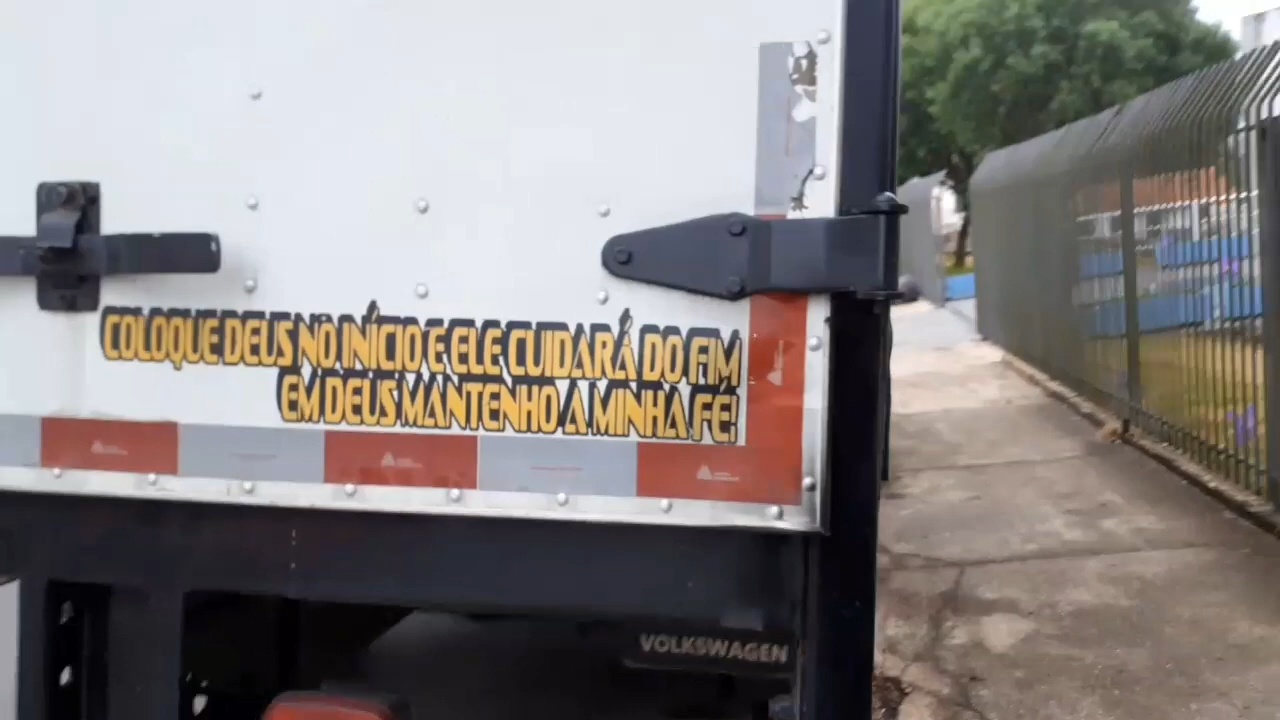 COLOQUE DEUS NO INÍCIO E ELE CUIDARÁ DO FIM
EM DEUS MANTENHO A MINHA FÉ!
VOLKSWAGEN